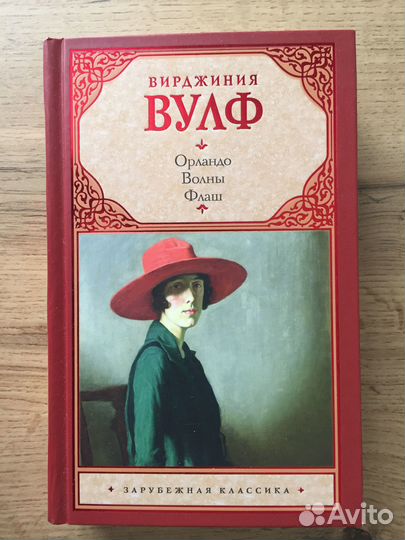 ВИРДЖИНИЯ
ВУЛФ
Орландо
Волны
Флаш
ЗАРУБЕЖНАЯ КЛАССИКА
Avito